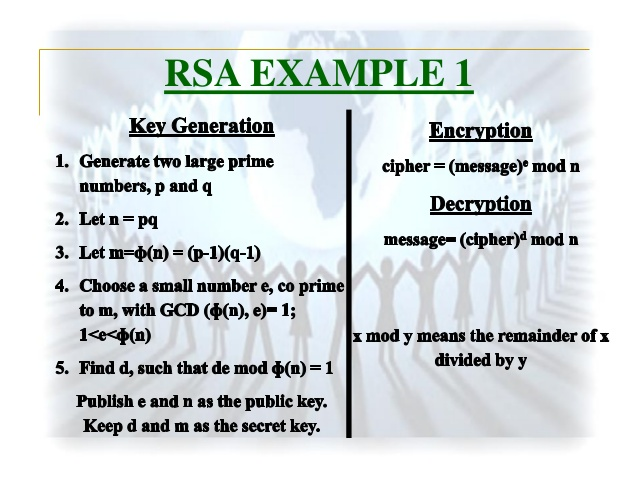 RSA EXAMPLE 1
Key Generation
1. Generate two large prime
numbers, p and q
2. Let n = pq
3. Let m=ϕ(n) = (p-1)(q-1)
4. Choose a small number e, co prime
to m, with GCD (ϕ(n), e)= 1;
1<e<ϕ(n)
5. Find d, such that de mod ϕ(n) = 1
Publish e and n as the public key.
Keep d and m as the secret key.
Encryption
cipher = (message)ᵉ mod n
Decryption
message= (cipher)ᵈ mod n
x mod y means the remainder of x
divided by y